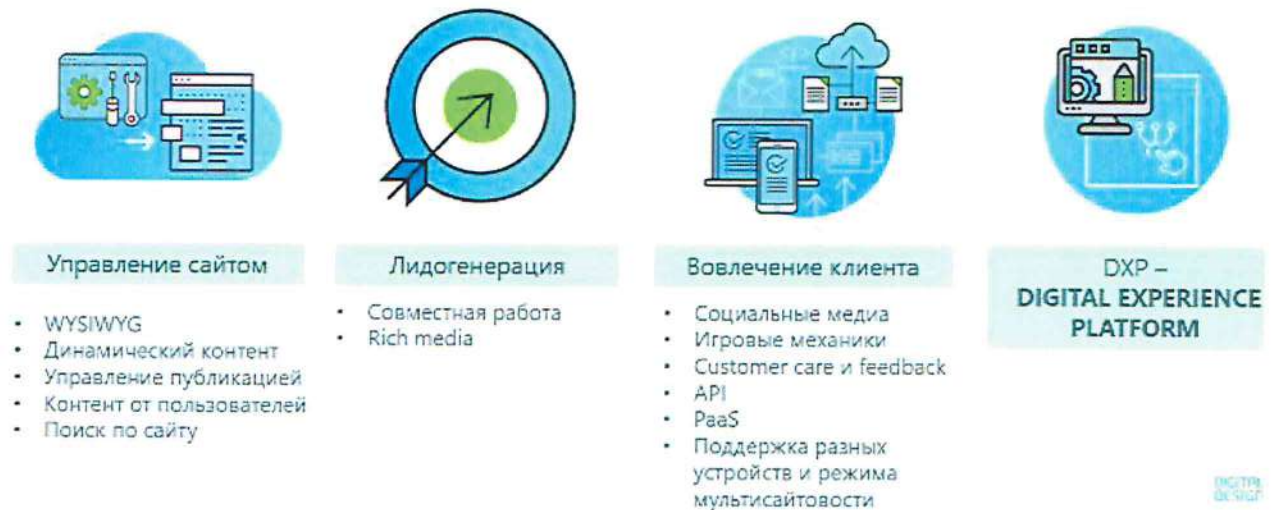 Управление сайтом
• WYSIWYG
• Динамический контент
• Управление публикацией
• Контент от пользователей
• Поиск по сайту
Лидогенерация
• Совместная работа
• Rich media
Вовлечение клиента
• Социальные медиа
• Игровые механики
• Customer care и feedback
• API
• PaaS
• Поддержка разных
устройств и режима
мультисайтовости
DXP –
DIGITAL EXPERIENCE
PLATFORM
DIGITAL
DESIGN